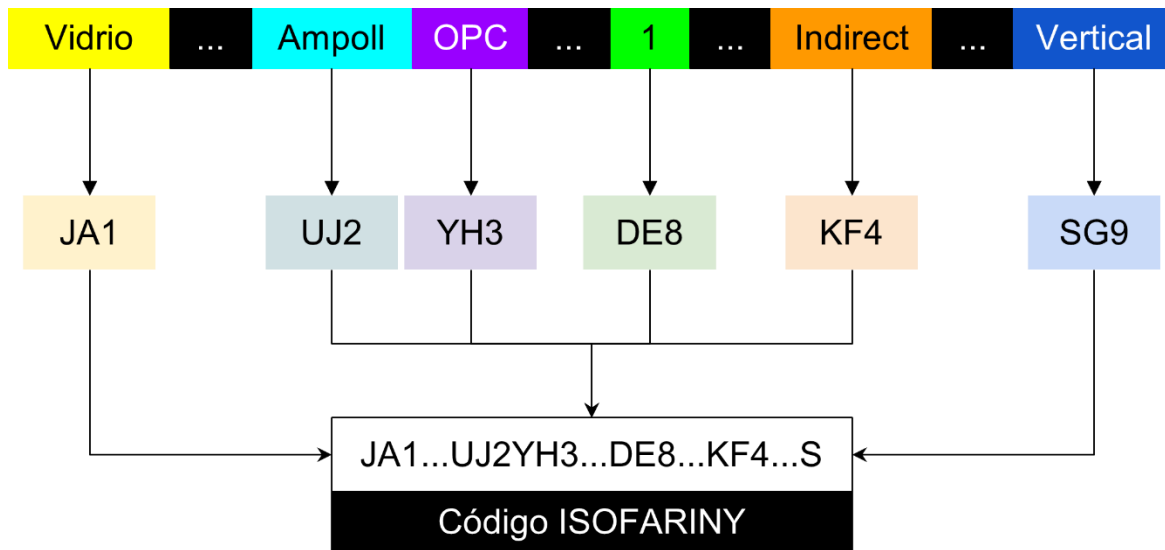 Vidrio ... Ampoll OPC ... 1 ... Indirect ... Vertical
JA1 UJ2 YH3 DE8 KF4 SG9
JA1...UJ2YH3...DE8...KF4...S
Código ISOFARINY